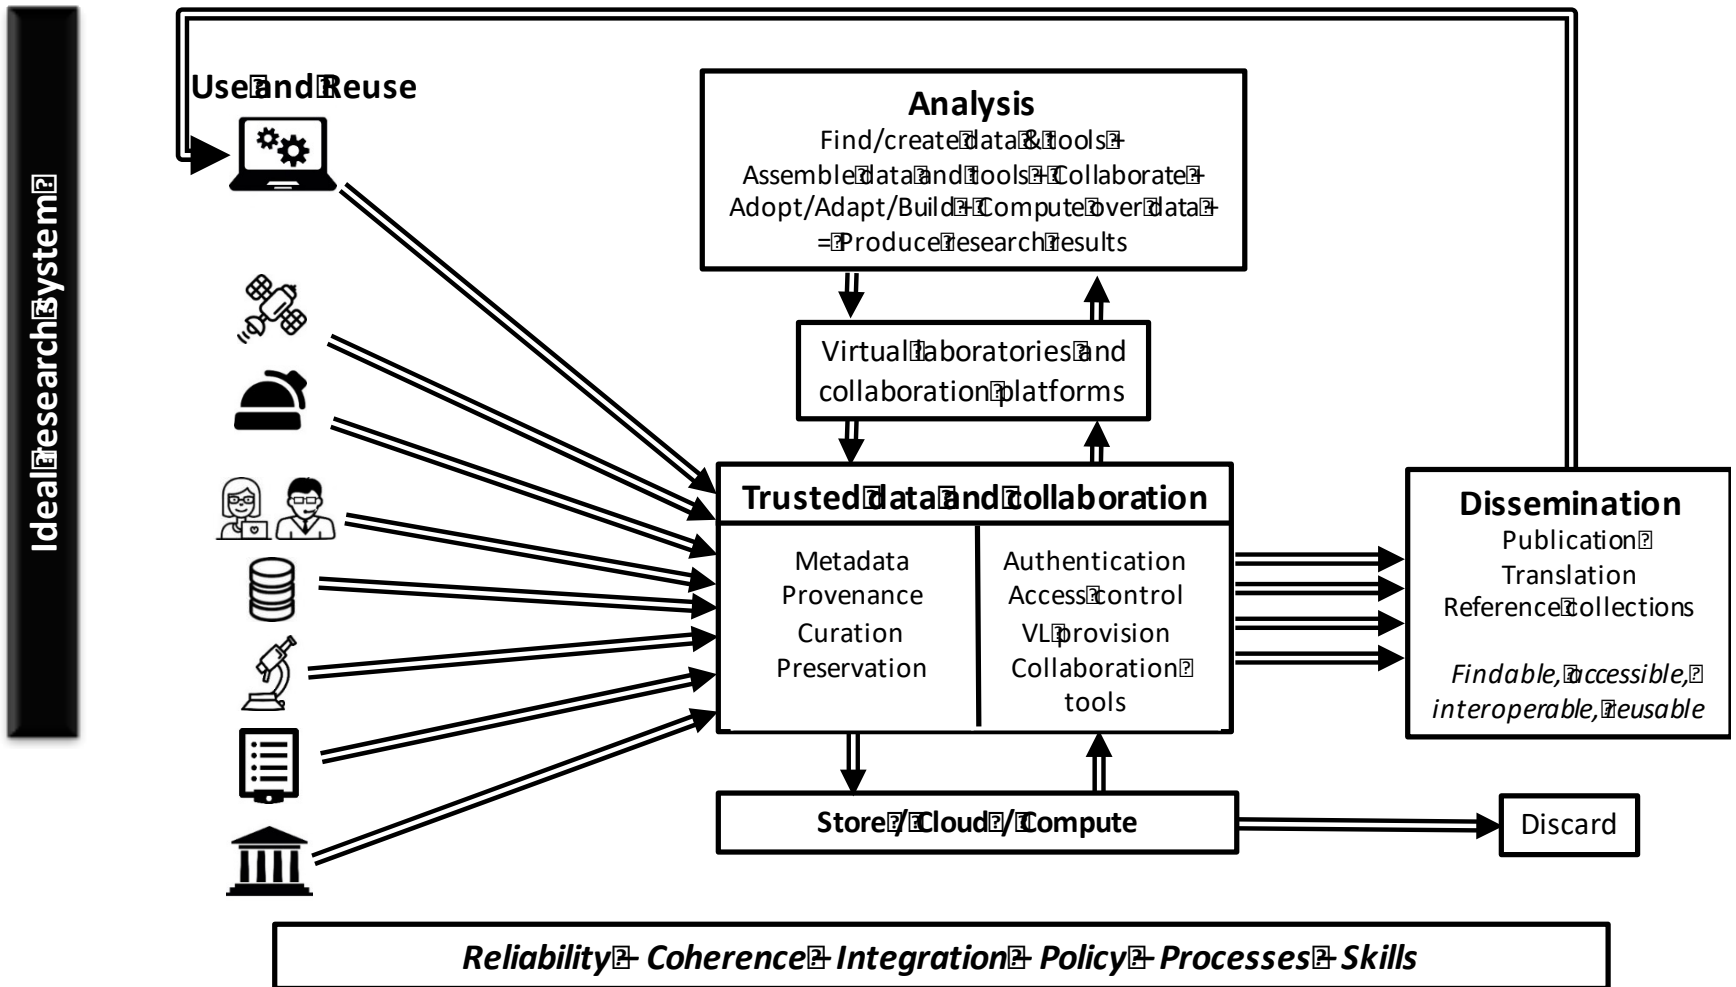 Ideal research system
Use and Reuse
Analysis
Find/create data & tools +
Assemble data and tools + Collaborate +
Adopt/Adapt/Build + Compute over data +
= Produce research results
Virtual laboratories and
collaboration platforms
Trusted data and collaboration
Metadata
Provenance
Curation
Preservation
Authentication
Access control
VL provision
Collaboration
tools
Dissemination
Publication
Translation
Reference collections
Findable, accessible,
interoperable, reusable
Store / Cloud / Compute
Discard
Reliability – Coherence – Integration – Policy – Processes – Skills